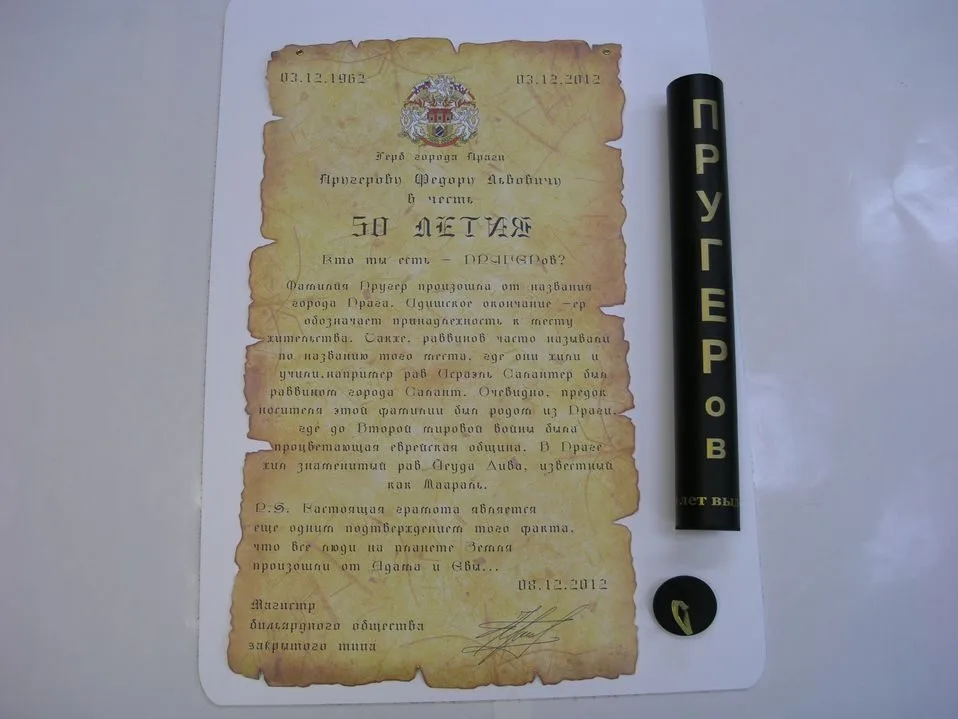 03.12.1962 03.12.2012
Герб города Праги
Пругерову Федору Львовичу
в честь
50 ЛЕТИЯ
Кто ты есть – ПРАГЕРов?
Фамилия Пругер произошла от названия
города Прага. Идишское окончание –ер
обозначает принадлежность к месту
жительства. Также, раввинов часто называли
по названию того места, где они жили и
учили,например рав Исраэль Салантер был
раввином города Салант. Очевидно, предок
носителя этой фамилии был родом из Праги,
где до Второй мировой войны была
процветающая еврейская община. В Праге
жил знаменитый рав Иеуда Лива, известный
как Маараль.
P.S. Настоящая грамота является
еще одним подтверждением того факта,
что все люди на планете Земля
произошли от Адама и Евы...
08.12.2012
Магистр
бильярдного общества
закрытого типа
ПРУГЕРов
лет вы